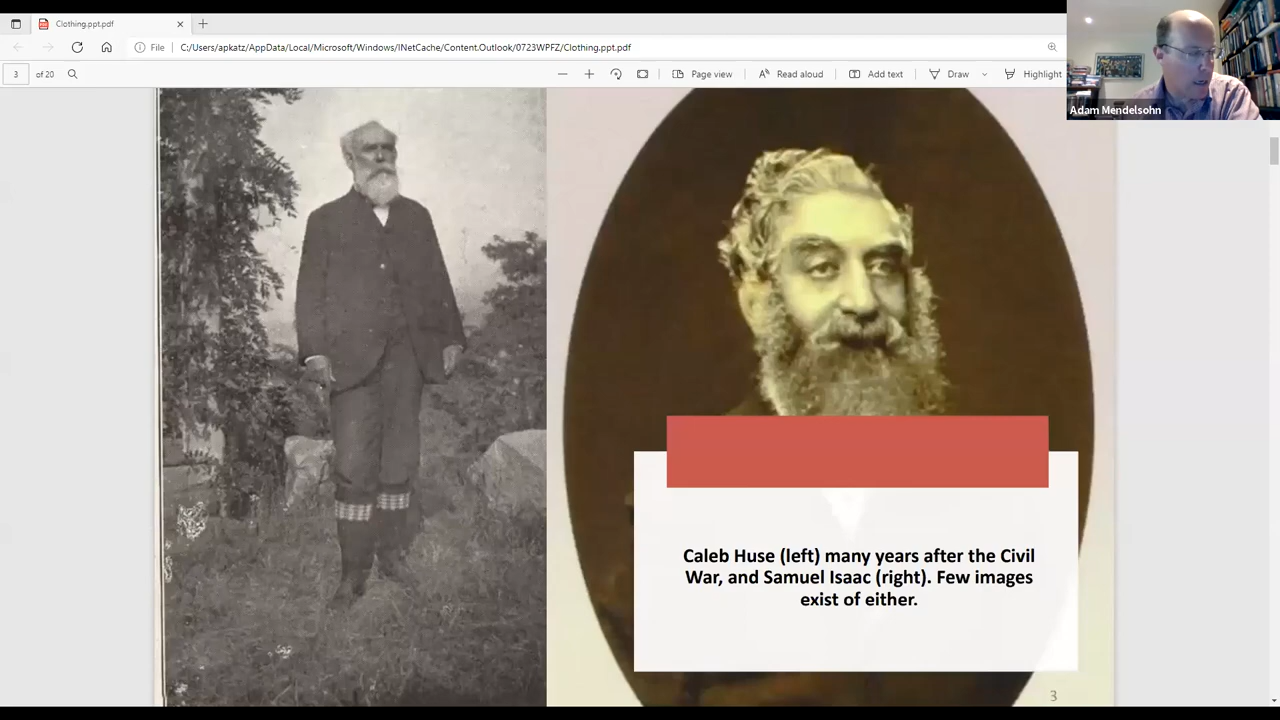 Clothing.ppt.pdf
File
C:/Users/apkatz/AppData/Local/Microsoft/Windows/INetCache/Content.Outlook/0723WPFZ/Clothing.ppt.pdf
3 of 20
Page view
Read aloud
Add text
Draw
Highlight
Adam Mendelsohn
Caleb Huse (left) many years after the Civil
War, and Samuel Isaac (right). Few images
exist of either.
3